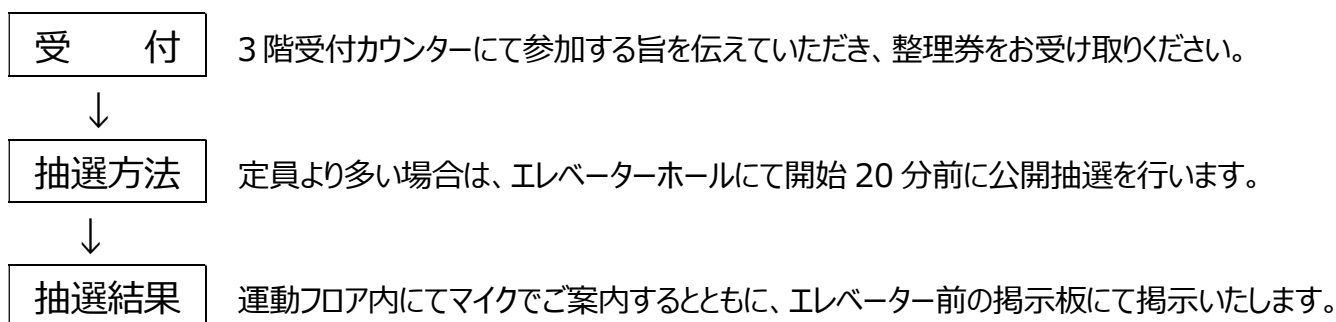 受　　付　3階受付カウンターにて参加する旨を伝えていただき、整理券をお受け取りください。
↓
抽選方法　定員より多い場合は、エレベーターホールにて開始 20 分前に公開抽選を行います。
↓
抽選結果　運動フロア内にてマイクでご案内するとともに、エレベーター前の掲示板にて掲示いたします。